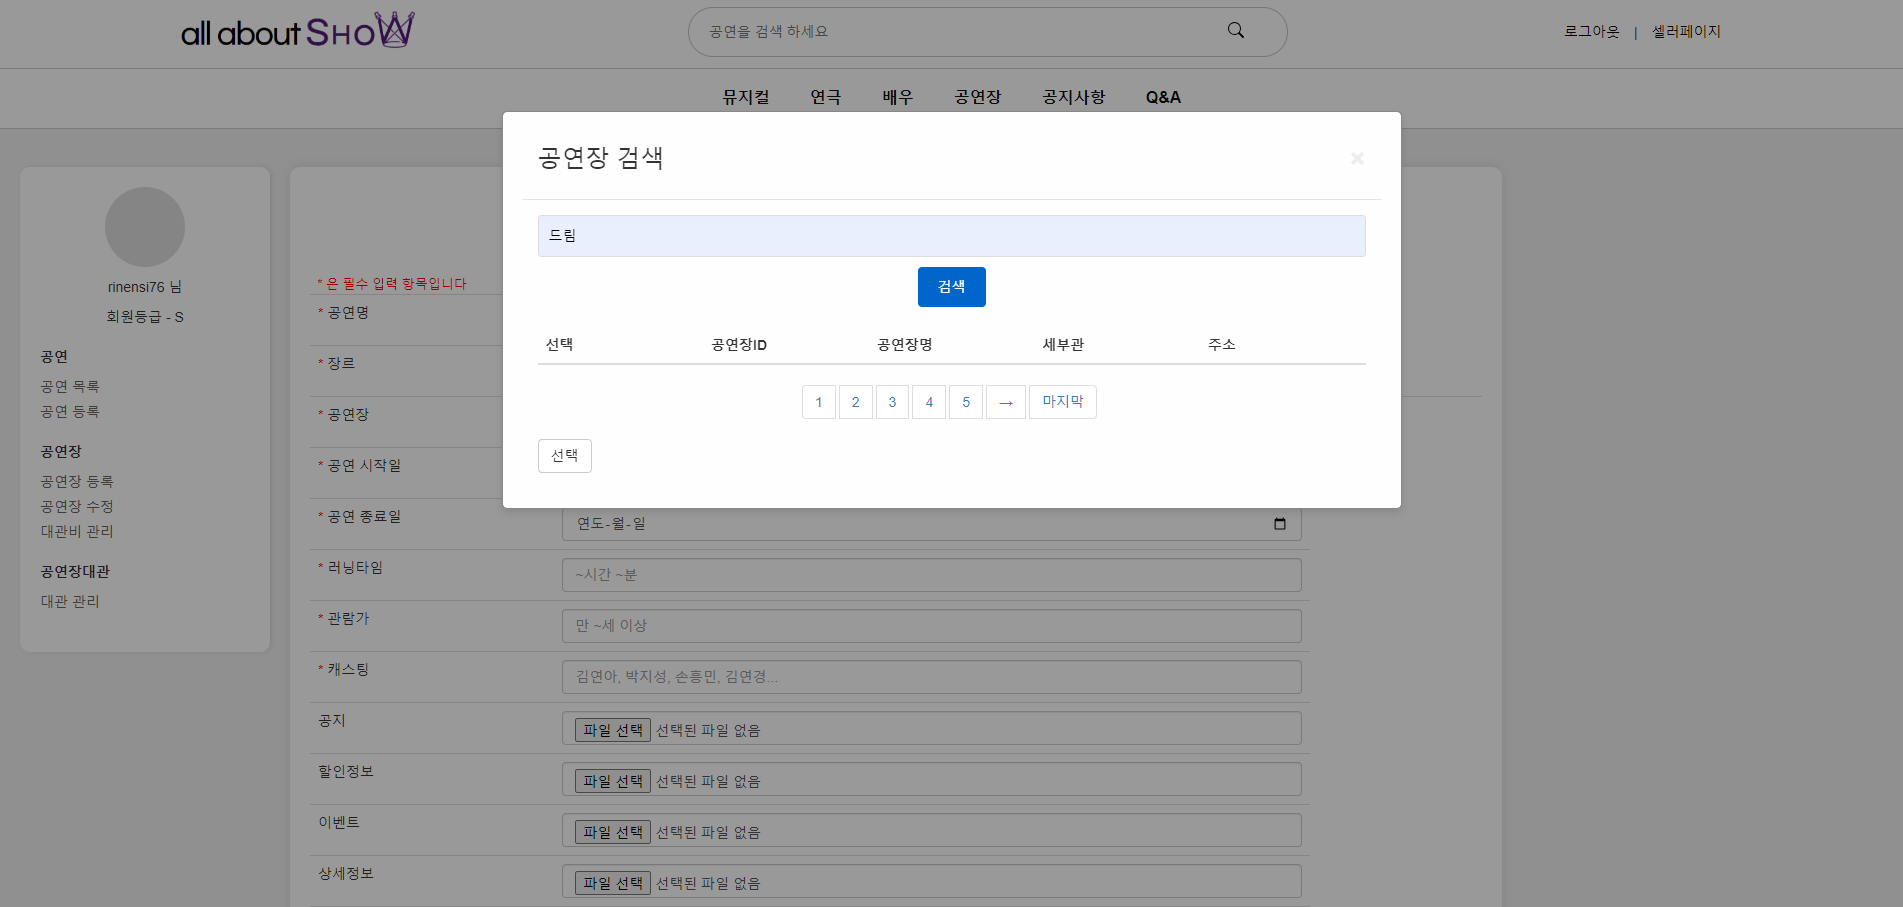 all about SHOW
공연을 검색 하세요
로그아웃 | 셀러페이지
뮤지컬 연극 배우 공연장 공지사항 Q&A
공연장 검색
×
드림
검색
선택 공연장ID 공연장명 세부관 주소
1 2 3 4 5 → 마지막
선택
rinensi76 님
회원등급 - S
공연
공연 목록
공연 등록
공연장
공연장 등록
공연장 수정
대관비 관리
공연장대관
대관 관리
* 은 필수 입력 항목입니다
* 공연명
* 장르
* 공연장
* 공연 시작일
* 공연 종료일 연도-월-일
* 러닝타임 ~시간 ~분
* 관람가 만 ~세 이상
* 캐스팅 김연아, 박지성, 손흥민, 김연경...
공지 파일 선택 선택된 파일 없음
할인정보 파일 선택 선택된 파일 없음
이벤트 파일 선택 선택된 파일 없음
상세정보 파일 선택 선택된 파일 없음